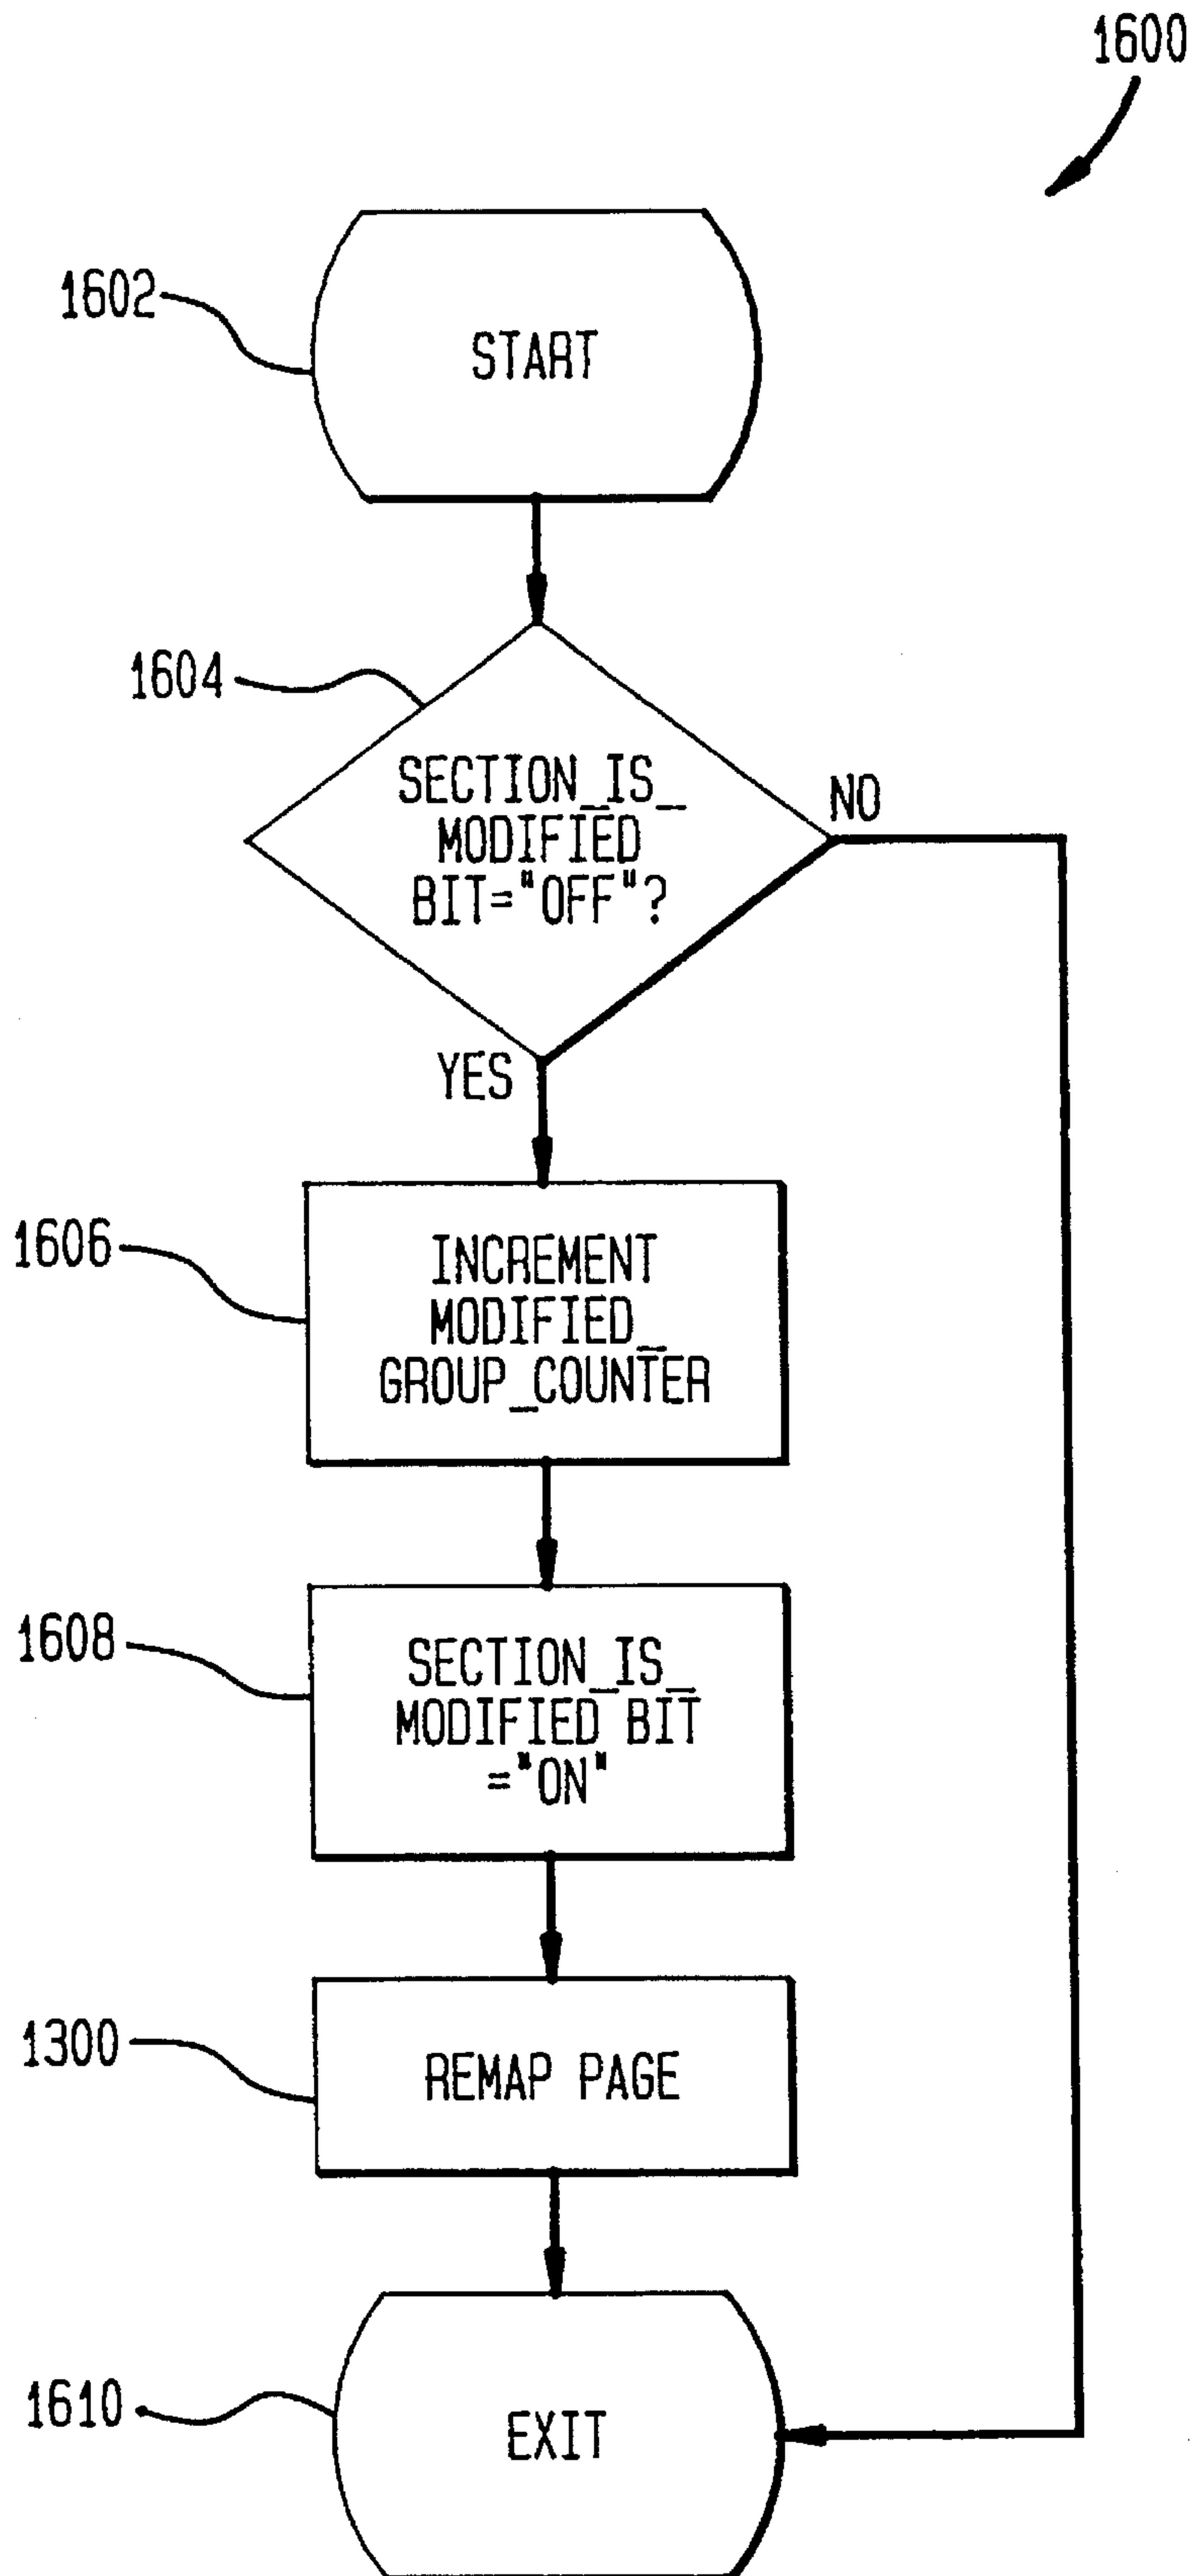 1600
1602
START
1604
SECTION_IS_
MODIFIED
BIT="OFF"?
NO
YES
1606
INCREMENT
MODIFIED_
GROUP_COUNTER
1608
SECTION_IS_
MODIFIED BIT
="ON"
1300
REMAP PAGE
1610
EXIT